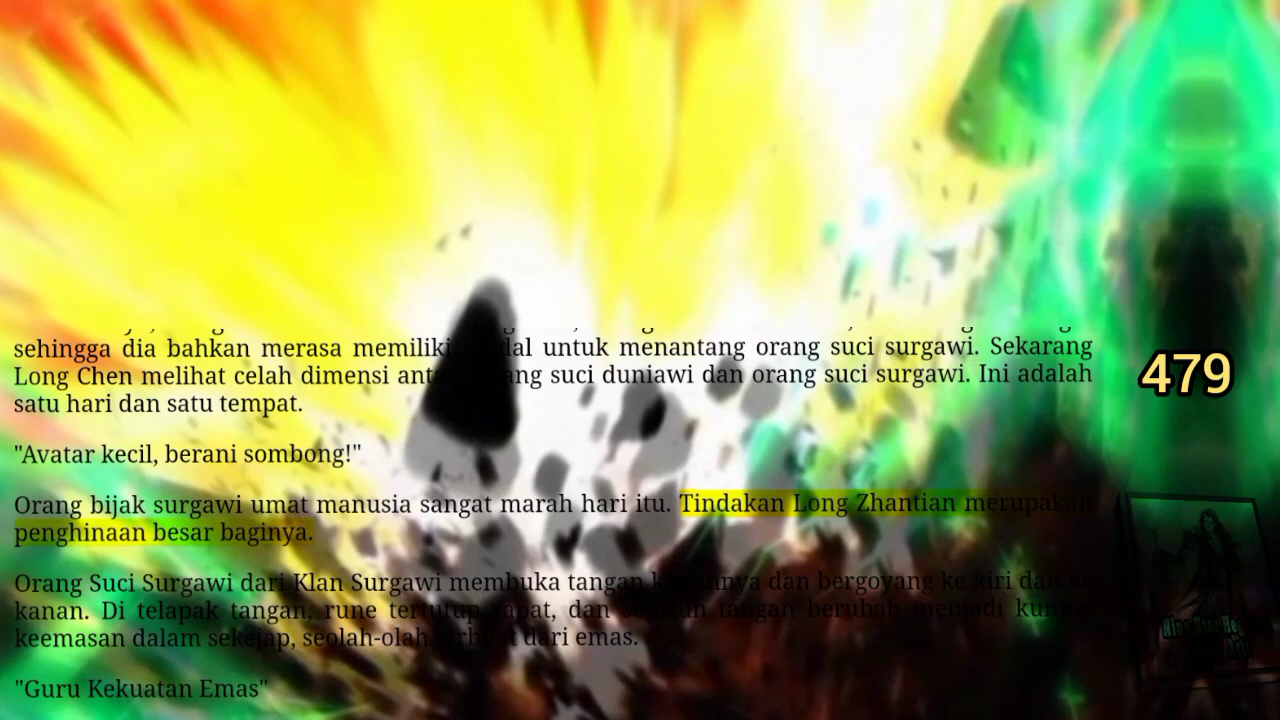 sehingga dia bahkan merasa memiliki modal untuk menantang orang suci surgawi. Sekarang
Long Chen melihat celah dimensi antara orang suci duniawi dan orang suci surgawi. Ini adalah
satu hari dan satu tempat.
"Avatar kecil, berani sombong!"
Orang bijak surgawi umat manusia sangat marah hari itu. Tindakan Long Zhantian merupakan
penghinaan besar baginya.
Orang Suci Surgawi dari Klan Surgawi membuka tangan kanannya dan bergoyang ke kiri dan ke
kanan. Di telapak tangan, rune tertutup rapat, dan seluruh tangan berubah menjadi kuning
keemasan dalam sekejap, seolah-olah terbuat dari emas.
"Guru Kekuatan Emas"
479